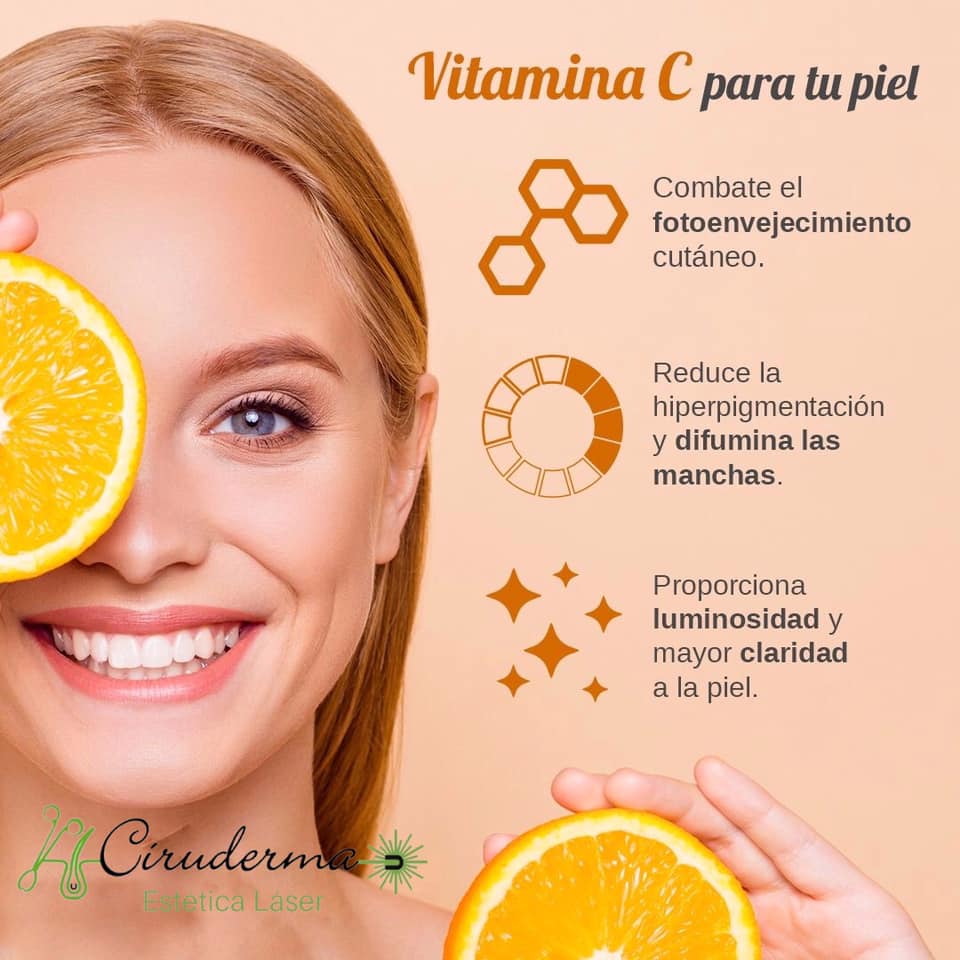 Vitamina C para tu piel
Combate el
fotoenvejecimiento
cutáneo.
Reduce la
hiperpigmentación
y difumina las
manchas.
Proporciona
luminosidad y
mayor claridad
a la piel.
Ciruderma
Estética Láser